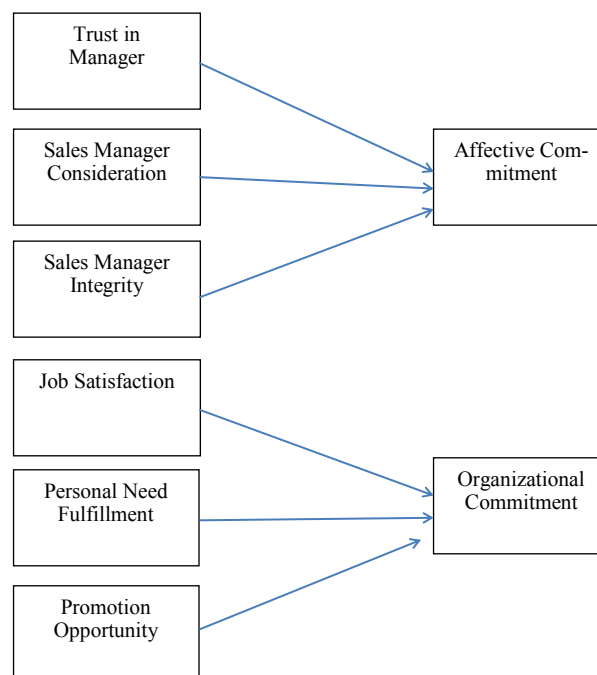 Trust in
Manager
Sales Manager
Consideration
Affective Com-
mitment
Sales Manager
Integrity
Job Satisfaction
Personal Need
Fulfillment
Organizational
Commitment
Promotion
Opportunity